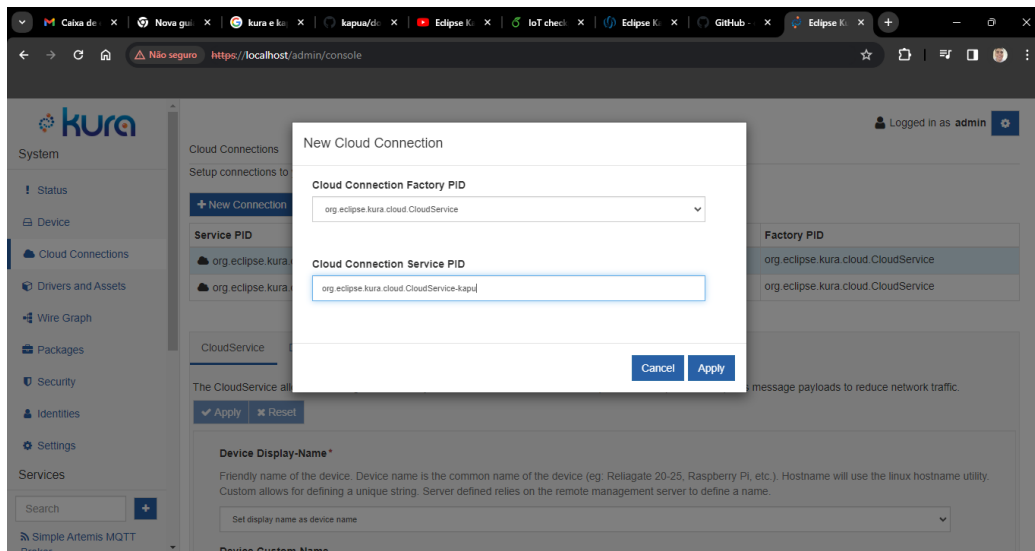 Caixa de
Nova gui
kura e ka
kapua/do
Eclipse K
IoT check
Eclipse K
GitHub -
Eclipse K
Não seguro https://localhost/admin/console
kura
Logged in as admin
System
Status
Device
Cloud Connections
Drivers and Assets
Wire Graph
Packages
Security
Identities
Settings
Services
Search
Simple Artemis MQTT
Broker
Cloud Connections
Setup connections to
New Connection
Service PID
Factory PID
org.eclipse.kura.
org.eclipse.kura.cloud.CloudService
org.eclipse.kura.
org.eclipse.kura.cloud.CloudService
New Cloud Connection
Cloud Connection Factory PID
org.eclipse.kura.cloud.CloudService
Cloud Connection Service PID
org.eclipse.kura.cloud.CloudService-kapu
Cancel Apply
CloudService
The CloudService all
message payloads to reduce network traffic.
Apply Reset
Device Display-Name*
Friendly name of the device. Device name is the common name of the device (eg: Reliagate 20-25, Raspberry Pi, etc.). Hostname will use the linux hostname utility.
Custom allows for defining a unique string. Server defined relies on the remote management server to define a name.
Set display name as device name
Device Custom-Name